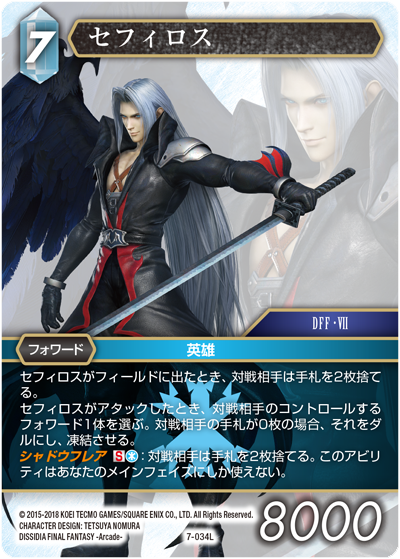 7
セフィロス
DFF・VII
フォワード
英雄
セフィロスがフィールドに出たとき、対戦相手は手札を2枚捨て
る。
セフィロスがアタックしたとき、対戦相手のコントロールする
フォワード1体を選ぶ。対戦相手の手札が0枚の場合、それをダ
ルにし、凍結させる。
シャドウフレア S:対戦相手は手札を2枚捨てる。このアビリ
ティはあなたのメインフェイズにしか使えない。
© 2015-2018 KOEI TECMO GAMES/SQUARE ENIX CO., LTD. All Rights Reserved.
CHARACTER DESIGN: TETSUYA NOMURA
DISSIDIA FINAL FANTASY -Arcade-
7-034L
8000